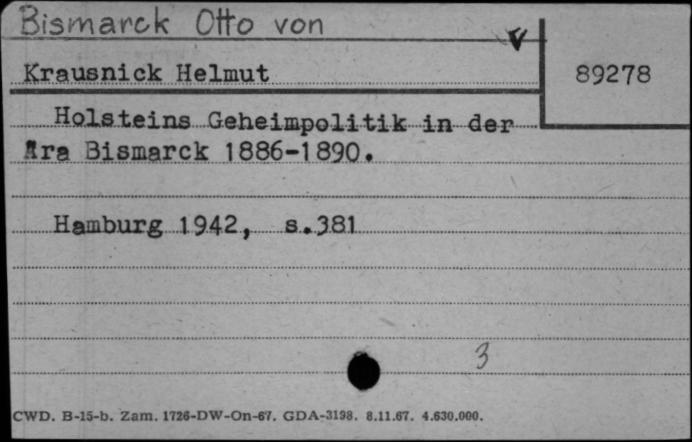 Bismarck Otto von
Krausnick Helmut
89278
Holsteins Geheimpolitik in der
Ära Bismarck 1886-1890.
Hamburg 1942, s.381
3
CWD. B-15-b. Zam. 1726-DW-On-67. GDA-3198. 8.11.67. 4.630.000.